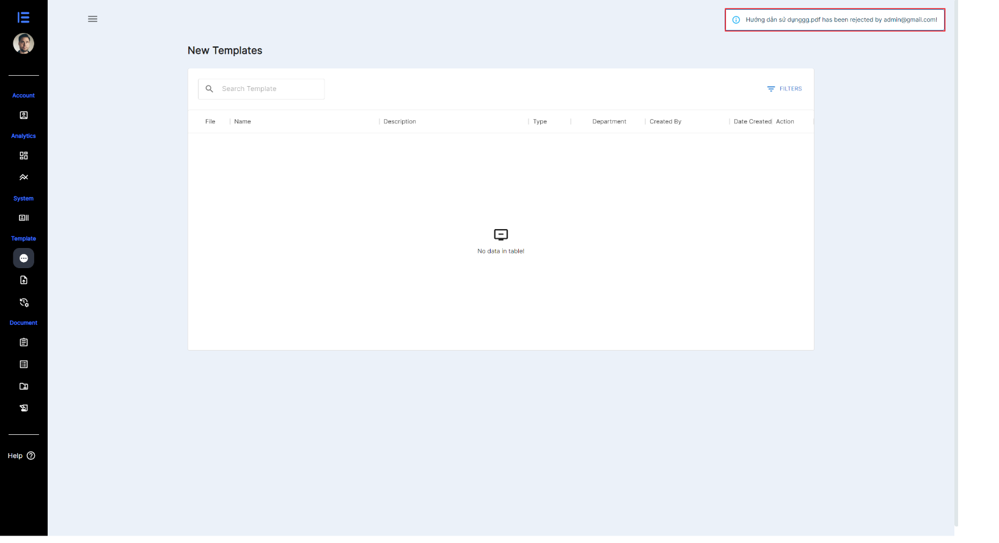 Hướng dẫn sử dụnggg.pdf has been rejected by admin@gmail.com!
New Templates
Search Template
FILTERS
File Name Description Type Department Created By Date Created Action
No data in table!
Account
Analytics
System
Template
Document
Help